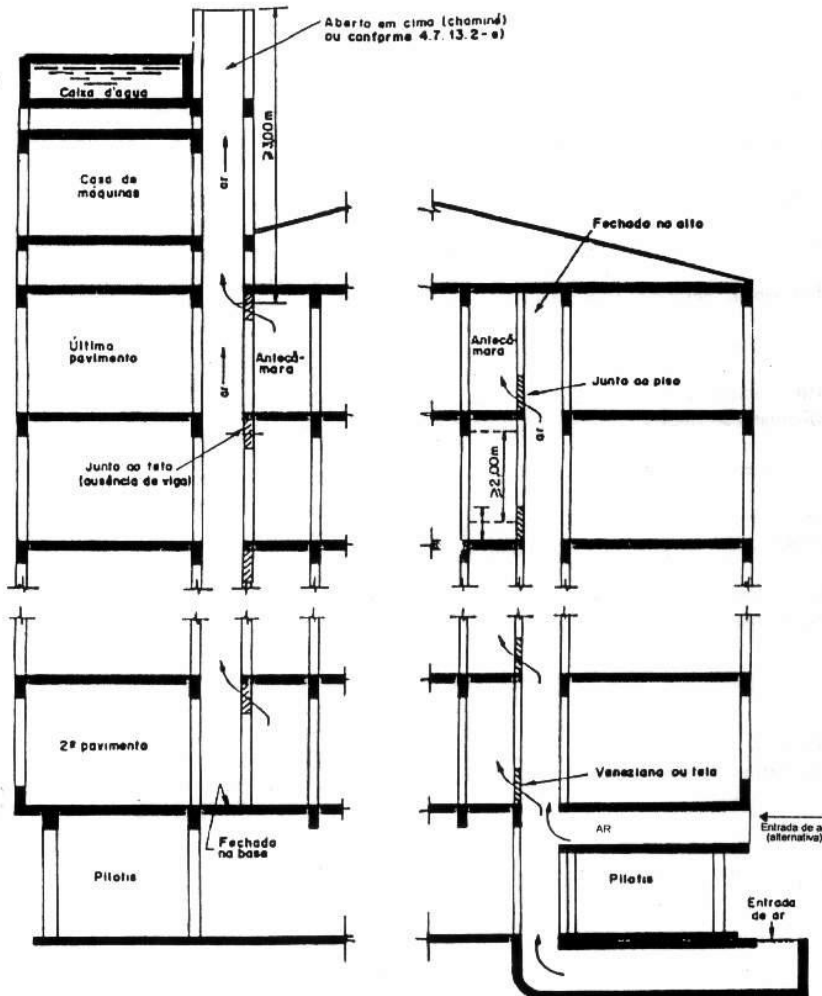 Aberto em cima (chaminé)
ou conforme 4.7.13.2-e)
Caixa d'agua
≥3,00m
ar
Casa de
máquinas
Fechado no alto
Última
pavimento
ar
Antecâ-
mara
Antecâ-
mara
Junto ao piso
ar
Junto ao teto
(ausência de viga)
≥2,00m
2º pavimento
Veneziana ou tela
Fechado
na base
AR
Entrada de a
(alternativa)
Pilotis
Pilotis
Entrada
de ar